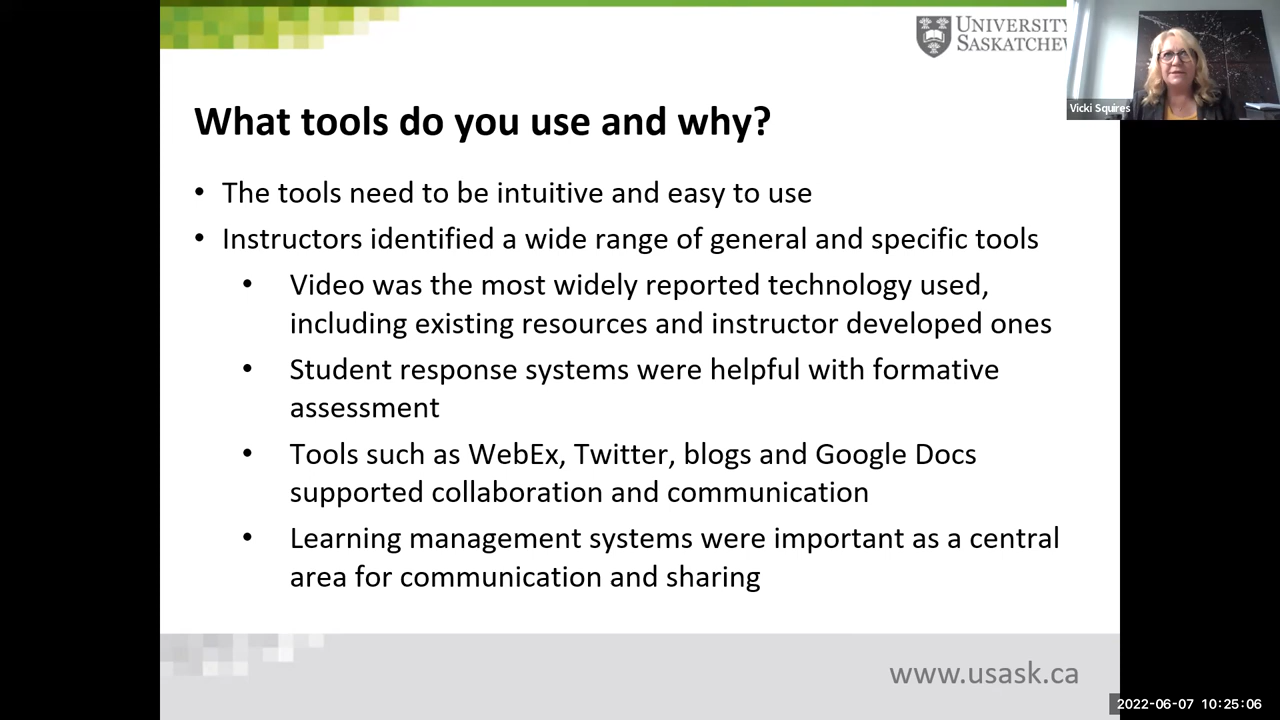 UNIVERSITY
SASKATCHEW
Vicki Squires
What tools do you use and why?
• The tools need to be intuitive and easy to use
• Instructors identified a wide range of general and specific tools
• Video was the most widely reported technology used,
including existing resources and instructor developed ones
• Student response systems were helpful with formative
assessment
• Tools such as WebEx, Twitter, blogs and Google Docs
supported collaboration and communication
• Learning management systems were important as a central
area for communication and sharing
www.usask.ca
2022-06-07 10:25:06